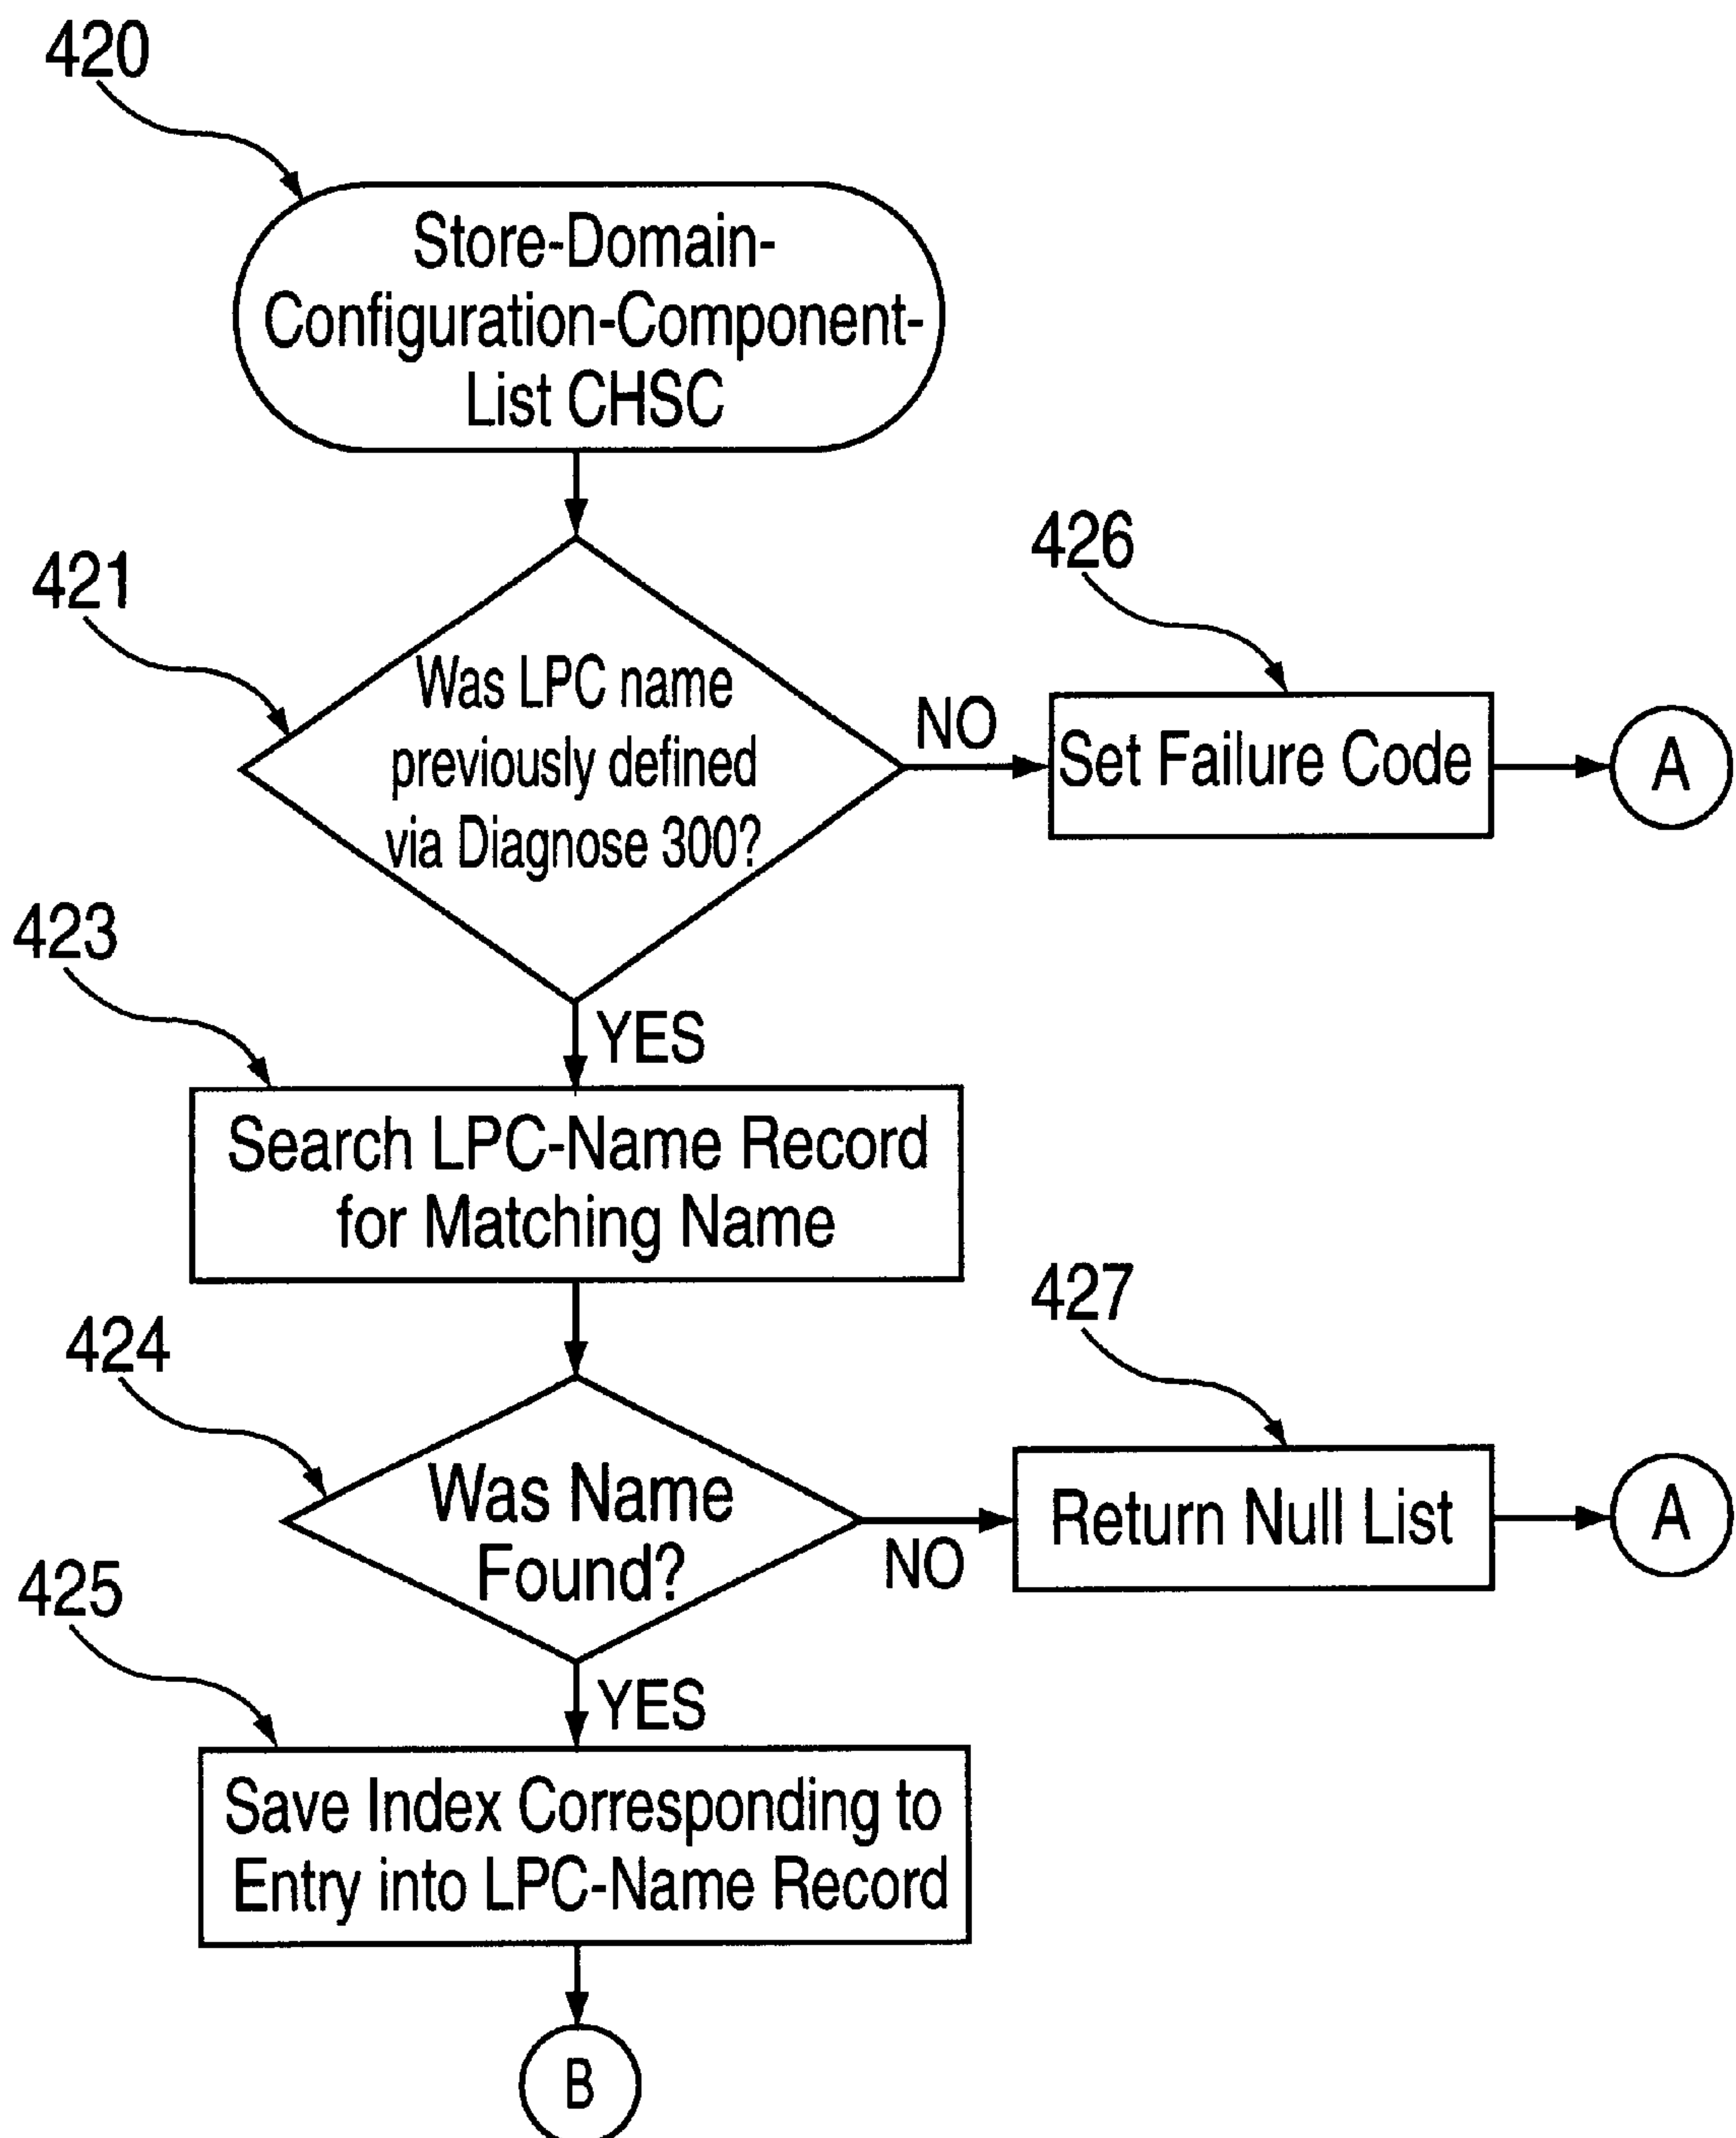 420
Store-Domain-
Configuration-Component-
List CHSC
421
Was LPC name
previously defined
via Diagnose 300?
NO
426
Set Failure Code
A
YES
423
Search LPC-Name Record
for Matching Name
424
Was Name
Found?
NO
427
Return Null List
A
YES
425
Save Index Corresponding to
Entry into LPC-Name Record
B